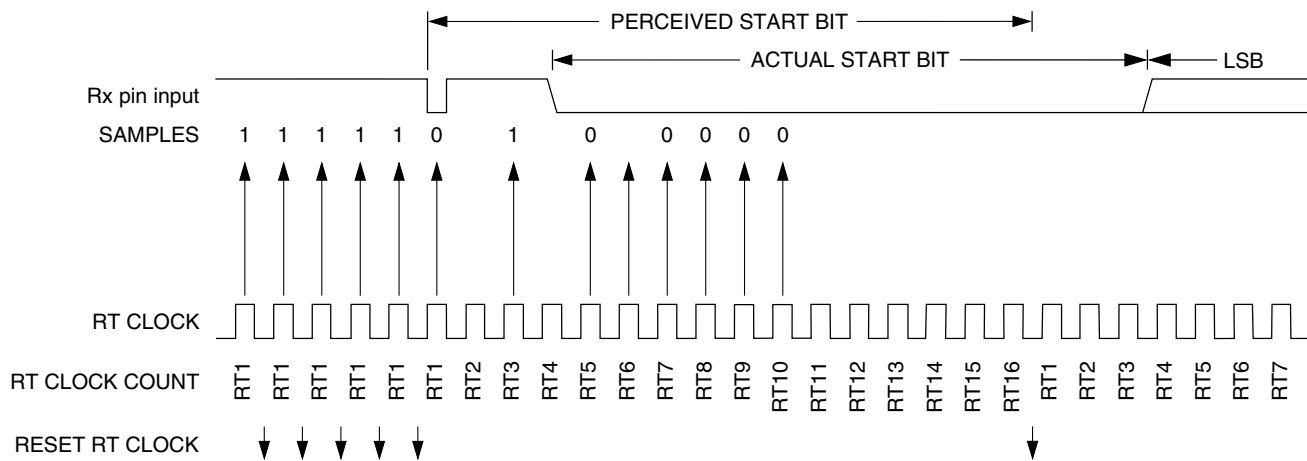 PERCEIVED START BIT
ACTUAL START BIT LSB
Rx pin input
SAMPLES 1 1 1 1 1 0 1 0 0 0 0 0
RT CLOCK
RT CLOCK COUNT RT1 RT1 RT1 RT1 RT1 RT1 RT2 RT3 RT4 RT5 RT6 RT7 RT8 RT9 RT10 RT11 RT12 RT13 RT14 RT15 RT16 RT1 RT2 RT3 RT4 RT5 RT6 RT7
RESET RT CLOCK